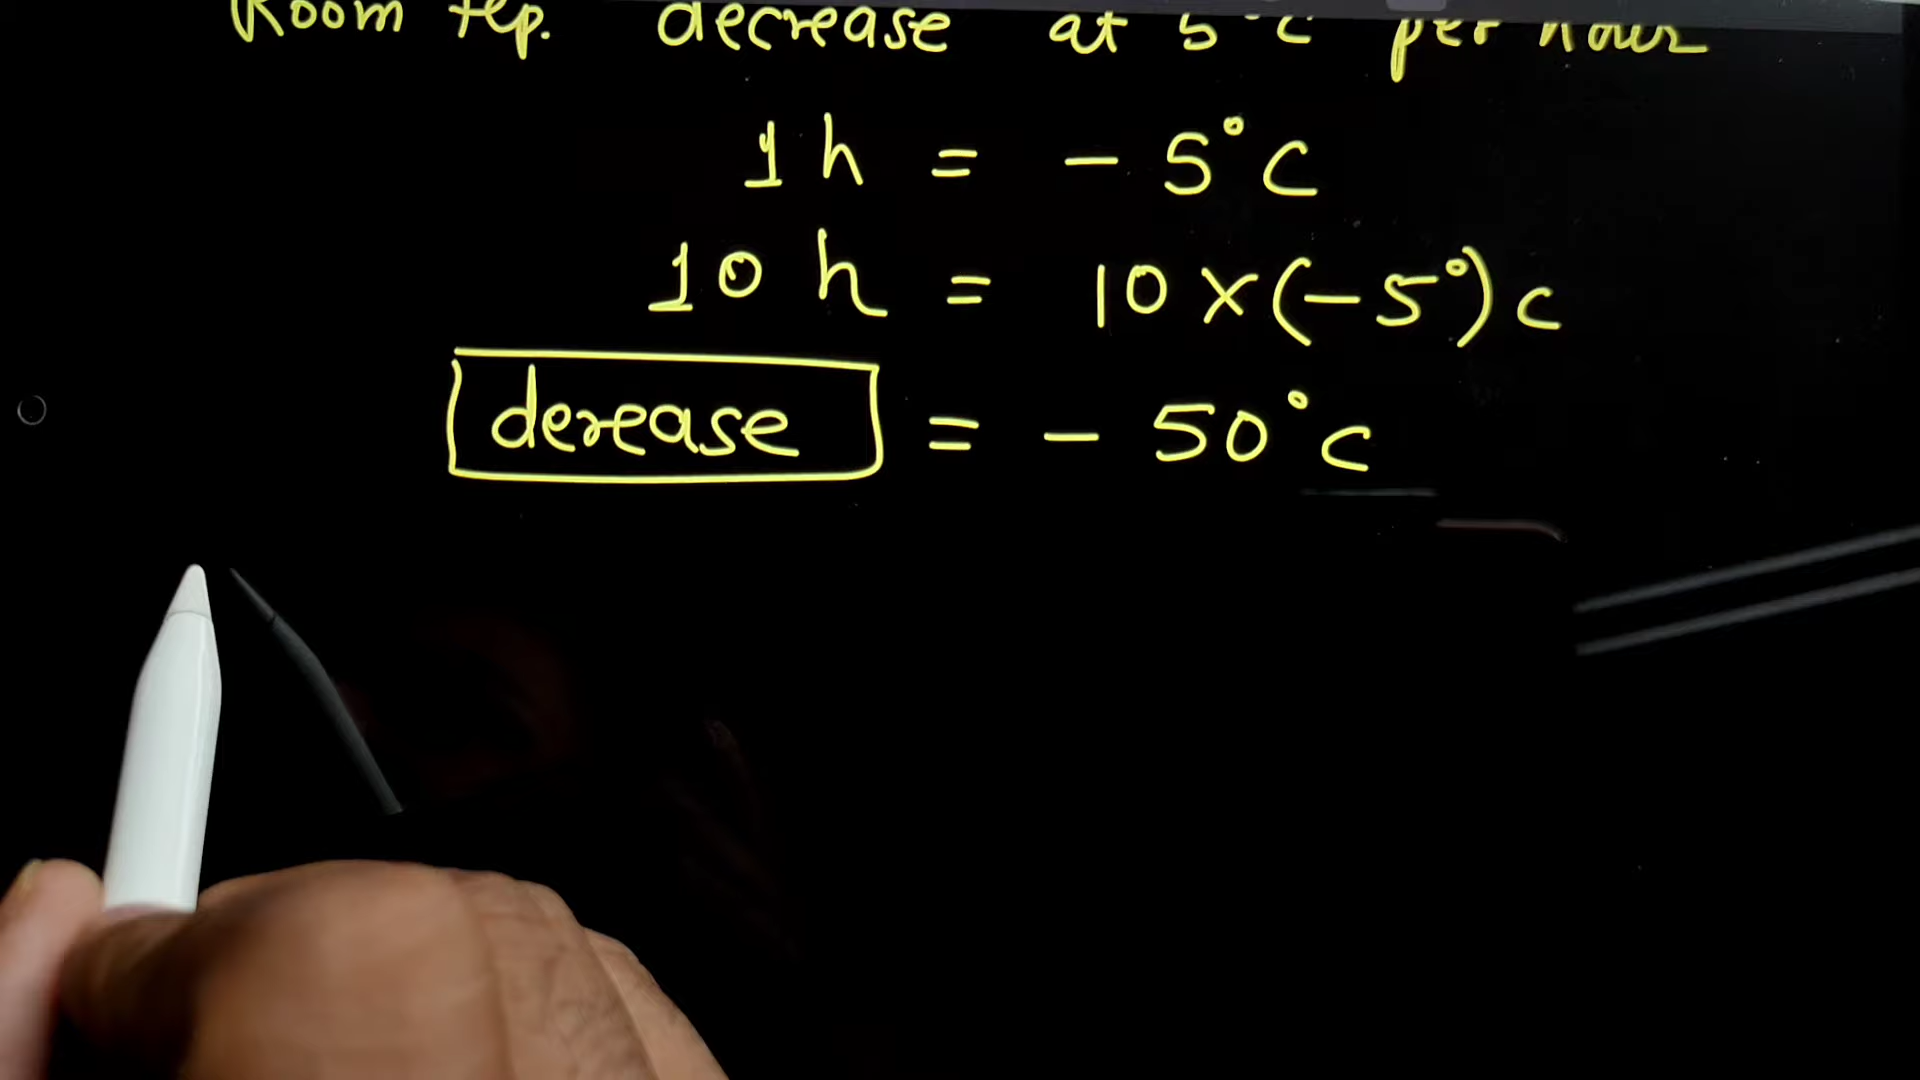 Room tep. decrease at 5°C per hour
1 h = - 5°C
10 h = 10 × (-5°) c
derease = - 50°c